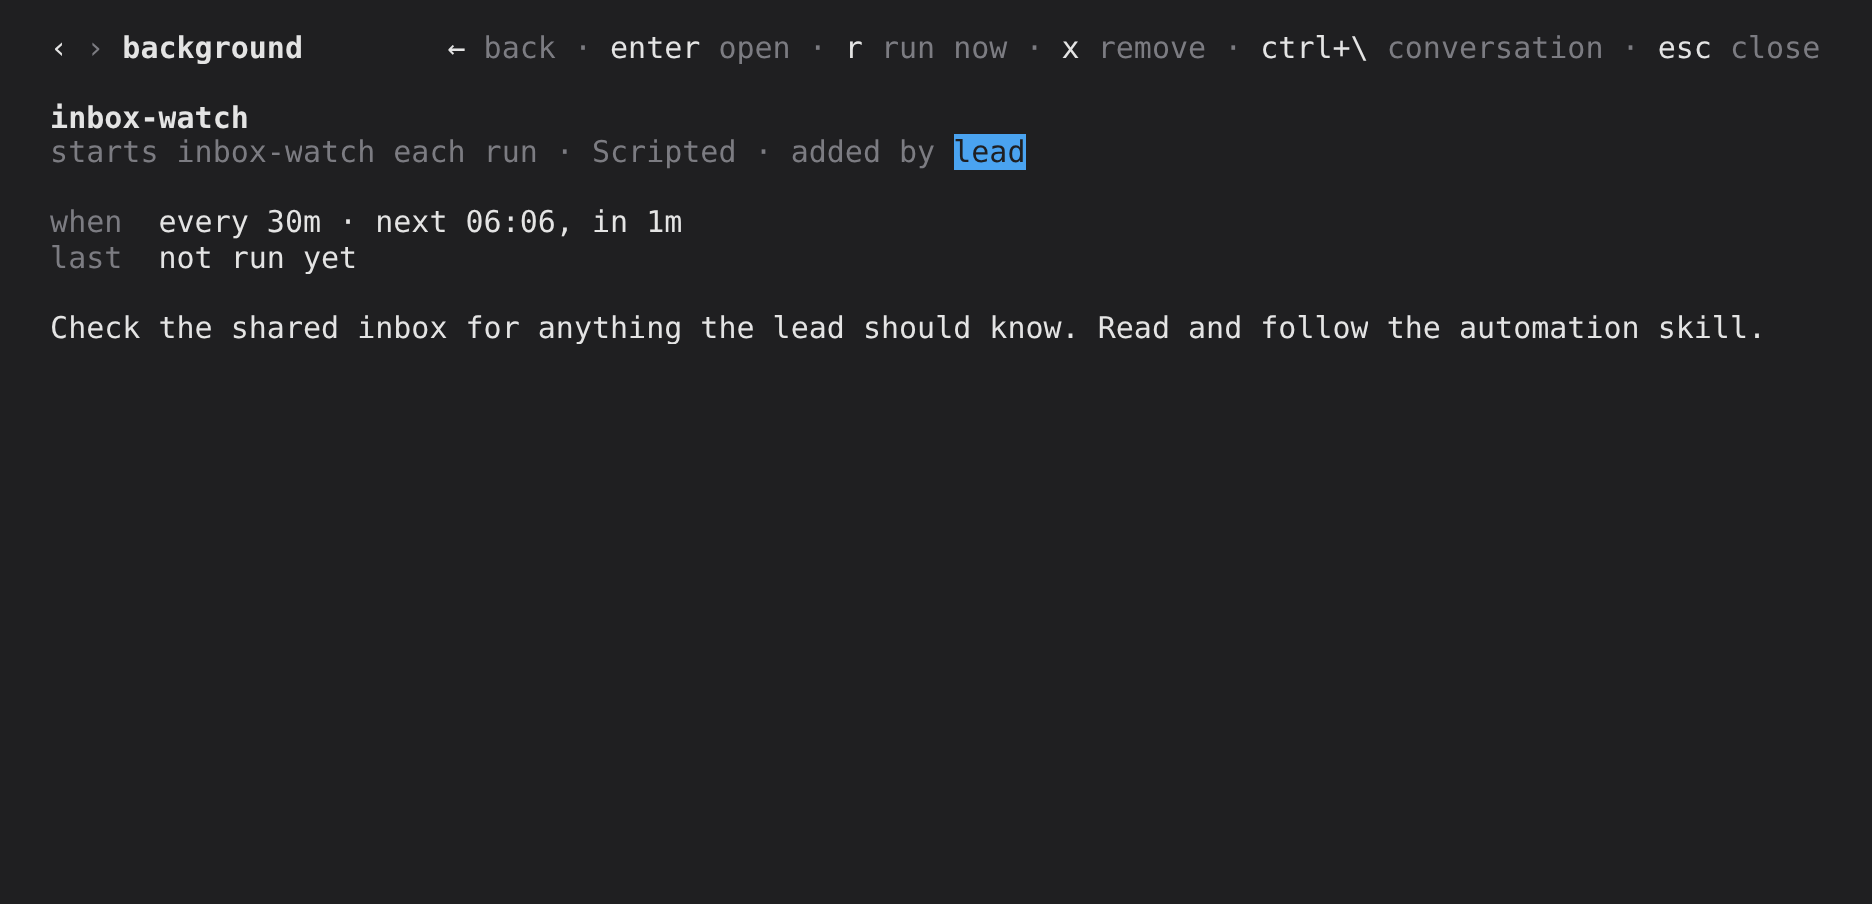 ‹ › background ← back · enter open · r run now · x remove · ctrl+\ conversation · esc close
inbox-watch
starts inbox-watch each run · Scripted · added by lead
when every 30m · next 06:06, in 1m
last not run yet
Check the shared inbox for anything the lead should know. Read and follow the automation skill.